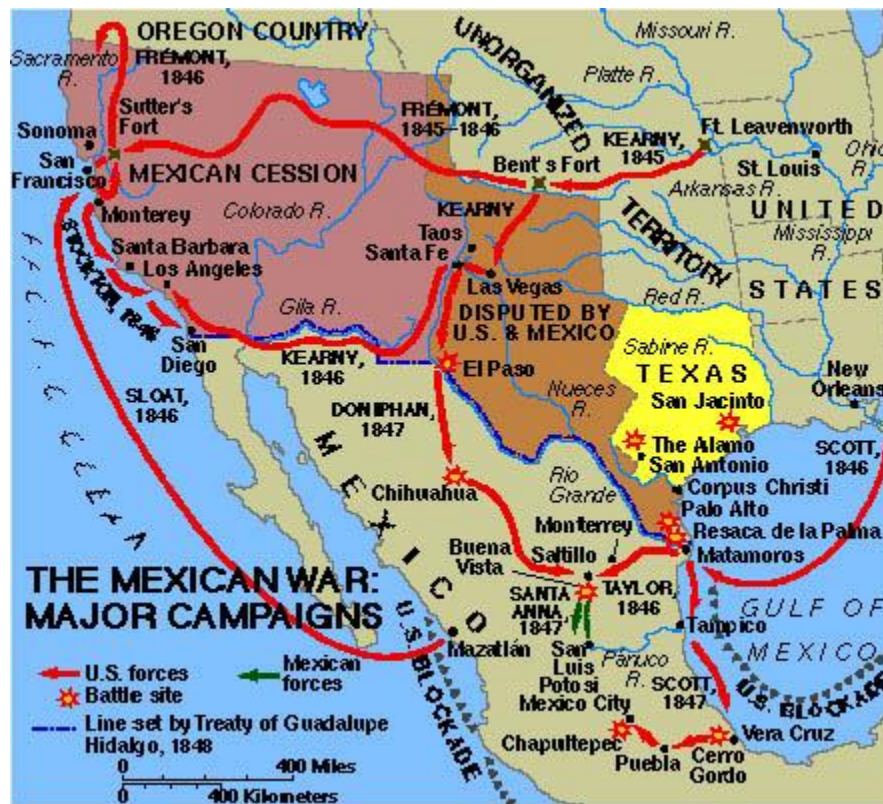 OREGON COUNTRY
Missouri R.
Sacramento
R.
FRÉMONT,
1846
UNORGANIZED
TERRITORY
Platte R.
Sutter's
Fort
FRÉMONT,
1845–1846
KEARNY,
1845
Ft. Leavenworth
Sonoma
San
Francisco
Bent's Fort
St. Louis
Ohio
R.
MEXICAN CESSION
Arkansas R.
Monterey
Colorado R.
KEARNY
UNITED
STATES
Mississippi
R.
Santa Barbara
Los Angeles
Taos
Santa Fe
Las Vegas
STOCKTON, 1846
Gila R.
DISPUTED BY
U.S. & MEXICO
Red R.
San
Diego
KEARNY,
1846
El Paso
Sabine R.
TEXAS
New
Orleans
SLOAT,
1846
Nueces
R.
San Jacinto
DONIPHAN,
1847
The Alamo
San Antonio
SCOTT,
1846
PACIFIC OCEAN
MEXICO
Chihuahua
Rio
Grande
Corpus Christi
Palo Alto
Resaca de la Palma
Monterrey
Matamoros
Buena
Vista
Saltillo
THE MEXICAN WAR:
MAJOR CAMPAIGNS
SANTA
ANNA,
1847
TAYLOR,
1846
GULF OF
MEXICO
Tampico
Mazatlán
San
Luis
Potosi
Panuco
R.
U.S. forces
Mexican
forces
Battle site
U.S. BLOCKADE
SCOTT,
1847
U.S. BLOCKADE
Mexico City
Line set by Treaty of Guadalupe
Hidalgo, 1848
Chapultepec
Vera Cruz
Puebla
Cerro
Gordo
0 400 Miles
0 400 Kilometers